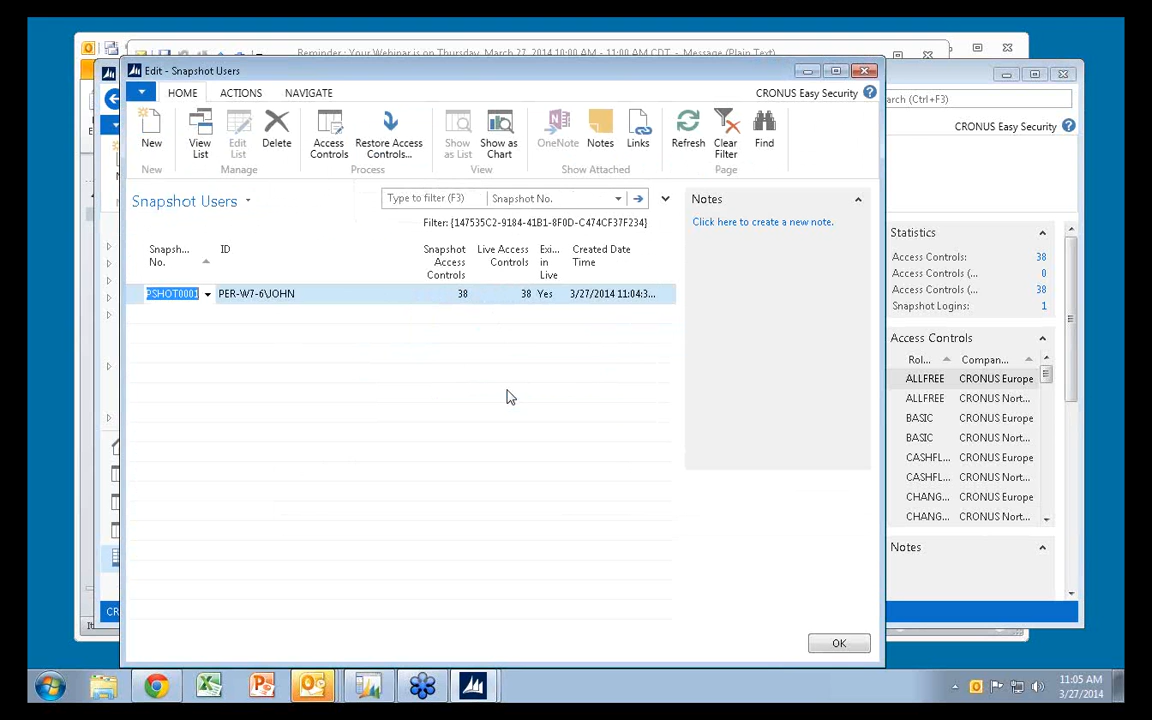 Reminder : Your Webinar is on Thursday, March 27, 2014 10:00 AM - 11:00 AM CDT - Message (Plain Text)
Edit - Snapshot Users
HOME ACTIONS NAVIGATE CRONUS Easy Security
arch (Ctrl+F3)
CRONUS Easy Security
New
View List
Edit List
Delete
Access Controls
Restore Access Controls...
Show as List
Show as Chart
OneNote
Notes
Links
Refresh
Clear Filter
Find
New Manage Process View Show Attached Page
Snapshot Users
Type to filter (F3) Snapshot No.
Filter: {147535C2-9184-41B1-8F0D-C474CF37F234}
Snapsh... No.
ID
Snapshot Access Controls
Live Access Controls
Exi... in Live
Created Date Time
PSHOT0001 PER-W7-6\JOHN 38 38 Yes 3/27/2014 11:04:3...
Notes
Click here to create a new note.
OK
Statistics
Access Controls: 38
Access Controls (... 0
Access Controls (... 38
Snapshot Logins: 1
Access Controls
Rol... Compan...
ALLFREE CRONUS Europe
ALLFREE CRONUS Nort...
BASIC CRONUS Europe
BASIC CRONUS Nort...
CASHFL... CRONUS Europe
CASHFL... CRONUS Nort...
CHANG... CRONUS Europe
CHANG... CRONUS Nort...
Notes
CR
11:05 AM
3/27/2014